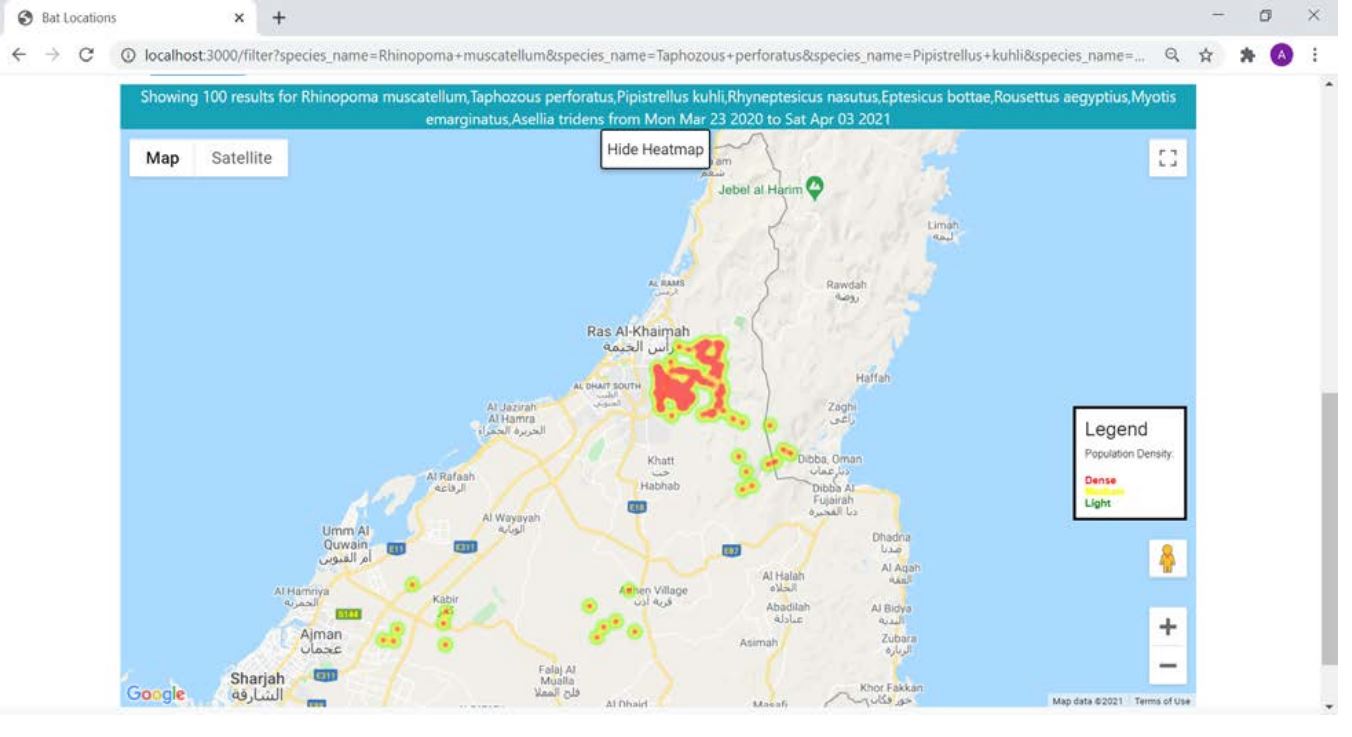 Bat Locations
localhost:3000/filter?species_name=Rhinopoma+muscatellum&species_name=Taphozous+perforatus&species_name=Pipistrellus+kuhli&species_name=...
A
Showing 100 results for Rhinopoma muscatellum,Taphozous perforatus,Pipistrellus kuhli,Rhyneptesicus nasutus,Eptesicus bottae,Rousettus aegyptius,Myotis
emarginatus,Asellia tridens from Mon Mar 23 2020 to Sat Apr 03 2021
Map Satellite
Hide Heatmap
شعم
Jebel al Harim
Limah
ليمة
AL RAMS
الرمس
Rawdah
روضة
Ras Al-Khaimah
رأس الخيمة
Haffah
AL DHAIT SOUTH
الظيت
الجنوبي
Al Jazirah
Al Hamra
الجزيرة الحمراء
Zaghi
زاغي
Legend
Population Density:
Dense
Medium
Light
Khatt
خت
Habhab
Dibba, Oman
دبا، عمان
Dibba Al
Fujairah
دبا الفجيرة
Al Rafaah
الرفاعة
E18
Al Wayayah
Umm Al
Quwain
أم القيوين
E11
E311
E87
Dhadna
ضدنا
Al Halah
الحلاه
Al Aqah
العقة
Al Hamriya
الحمرية
Kabir
Adhen Village
قرية اذن
Abadilah
عبادلة
Al Bidya
البدية
E144
Ajman
عجمان
Asimah
Zubara
الزبارة
Sharjah
الشارقة
E311
Falaj Al
Mualla
فلج المعلا
Khor Fakkan
خور فكان
Al Dhaid
Masafi
Google
Map data ©2021 Terms of Use